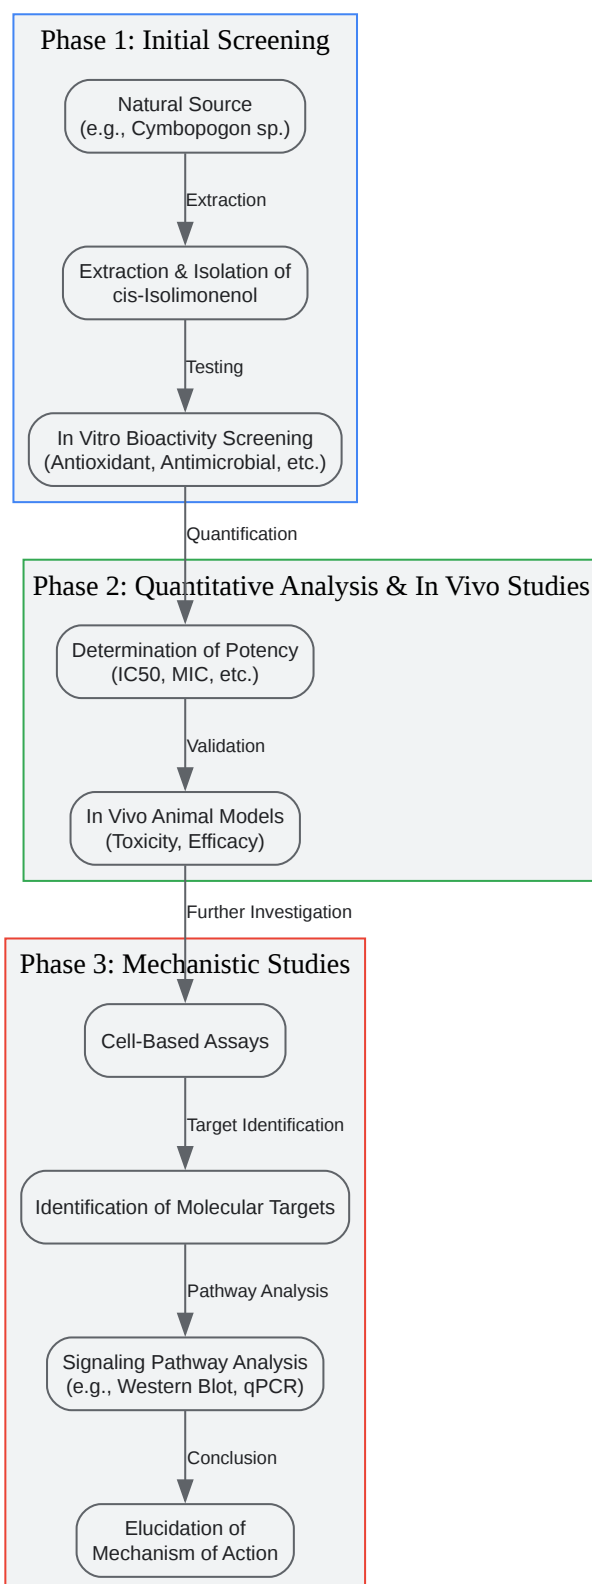 Phase 1: Initial Screening
Natural Source
(e.g., Cymbopogon sp.)
Extraction
Extraction & Isolation of
cis-Isolimonenol
Testing
In Vitro Bioactivity Screening
(Antioxidant, Antimicrobial, etc.)
Quantification
Phase 2: Quantitative Analysis & In Vivo Studies
Determination of Potency
(IC50, MIC, etc.)
Validation
In Vivo Animal Models
(Toxicity, Efficacy)
Further Investigation
Phase 3: Mechanistic Studies
Cell-Based Assays
Target Identification
Identification of Molecular Targets
Pathway Analysis
Signaling Pathway Analysis
(e.g., Western Blot, qPCR)
Conclusion
Elucidation of
Mechanism of Action